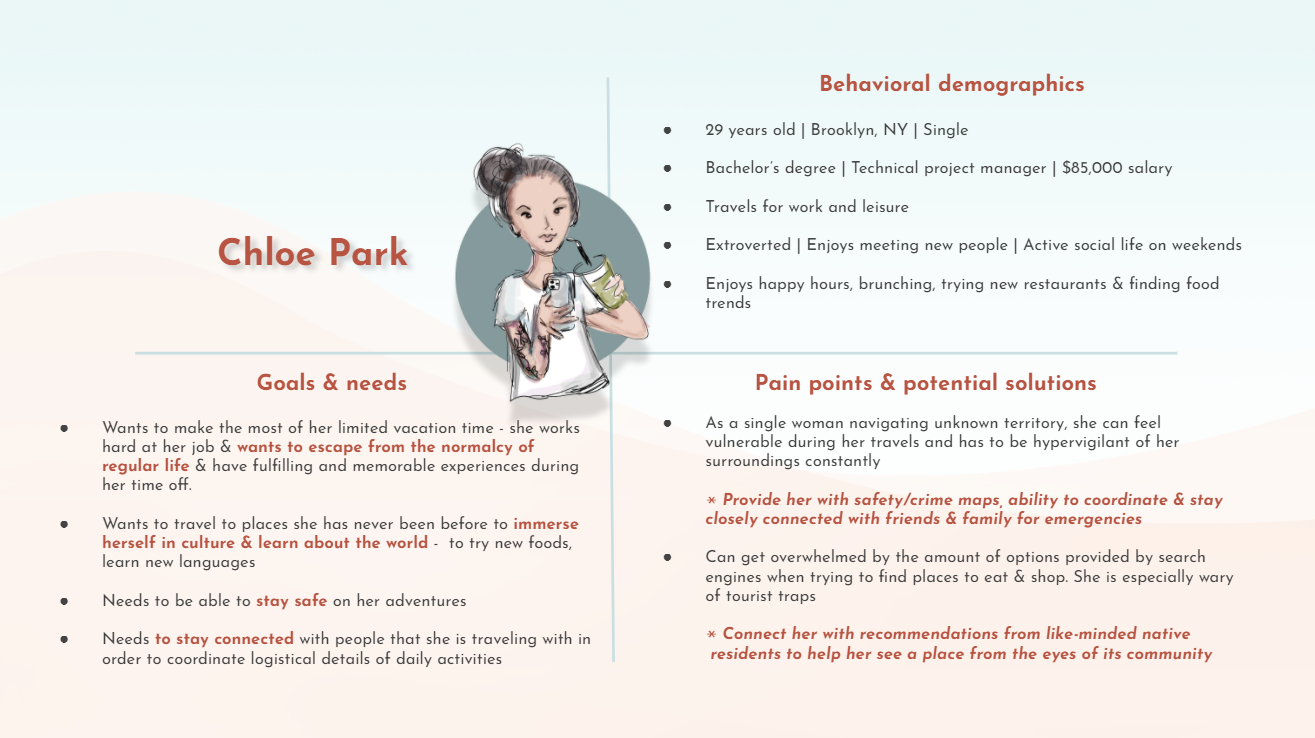 Chloe Park
Behavioral demographics
● 29 years old | Brooklyn, NY | Single
● Bachelor's degree | Technical project manager | $85,000 salary
● Travels for work and leisure
● Extroverted | Enjoys meeting new people | Active social life on weekends
● Enjoys happy hours, brunching, trying new restaurants & finding food
trends
Goals & needs
● Wants to make the most of her limited vacation time - she works
hard at her job & wants to escape from the normalcy of
regular life & have fulfilling and memorable experiences during
her time off.
● Wants to travel to places she has never been before to immerse
herself in culture & learn about the world - to try new foods,
learn new languages
● Needs to be able to stay safe on her adventures
● Needs to stay connected with people that she is traveling with in
order to coordinate logistical details of daily activities
Pain points & potential solutions
● As a single woman navigating unknown territory, she can feel
vulnerable during her travels and has to be hypervigilant of her
surroundings constantly
* Provide her with safety/crime maps, ability to coordinate & stay
closely connected with friends & family for emergencies
● Can get overwhelmed by the amount of options provided by search
engines when trying to find places to eat & shop. She is especially wary
of tourist traps
* Connect her with recommendations from like-minded native
residents to help her see a place from the eyes of its community